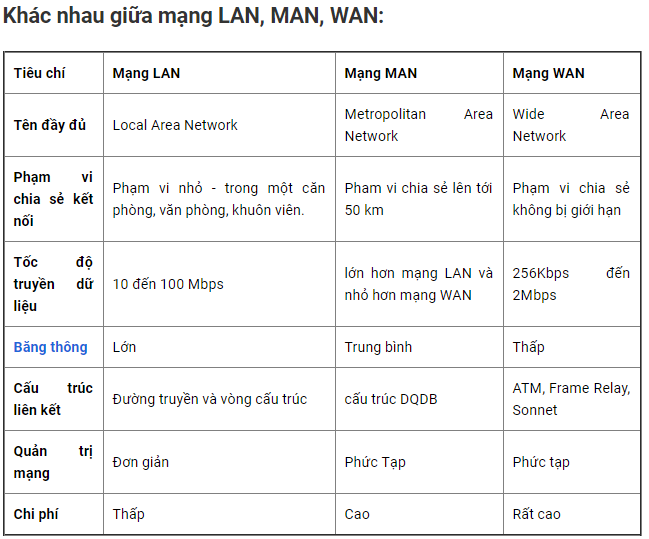 Khác nhau giữa mạng LAN, MAN, WAN:
Tiêu chí Mạng LAN Mạng MAN Mạng WAN
Tên đầy đủ Local Area Network Metropolitan Area Network Wide Area Network
Phạm vi chia sẻ kết nối Phạm vi nhỏ - trong một căn phòng, văn phòng, khuôn viên. Pham vi chia sẻ lên tới 50 km Phạm vi chia sẻ không bị giới hạn
Tốc độ truyền dữ liệu 10 đến 100 Mbps lớn hơn mạng LAN và nhỏ hơn mạng WAN 256Kbps đến 2Mbps
Băng thông Lớn Trung bình Thấp
Cấu trúc liên kết Đường truyền và vòng cấu trúc cấu trúc DQDB ATM, Frame Relay, Sonnet
Quản trị mạng Đơn giản Phức Tạp Phức tạp
Chi phí Thấp Cao Rất cao